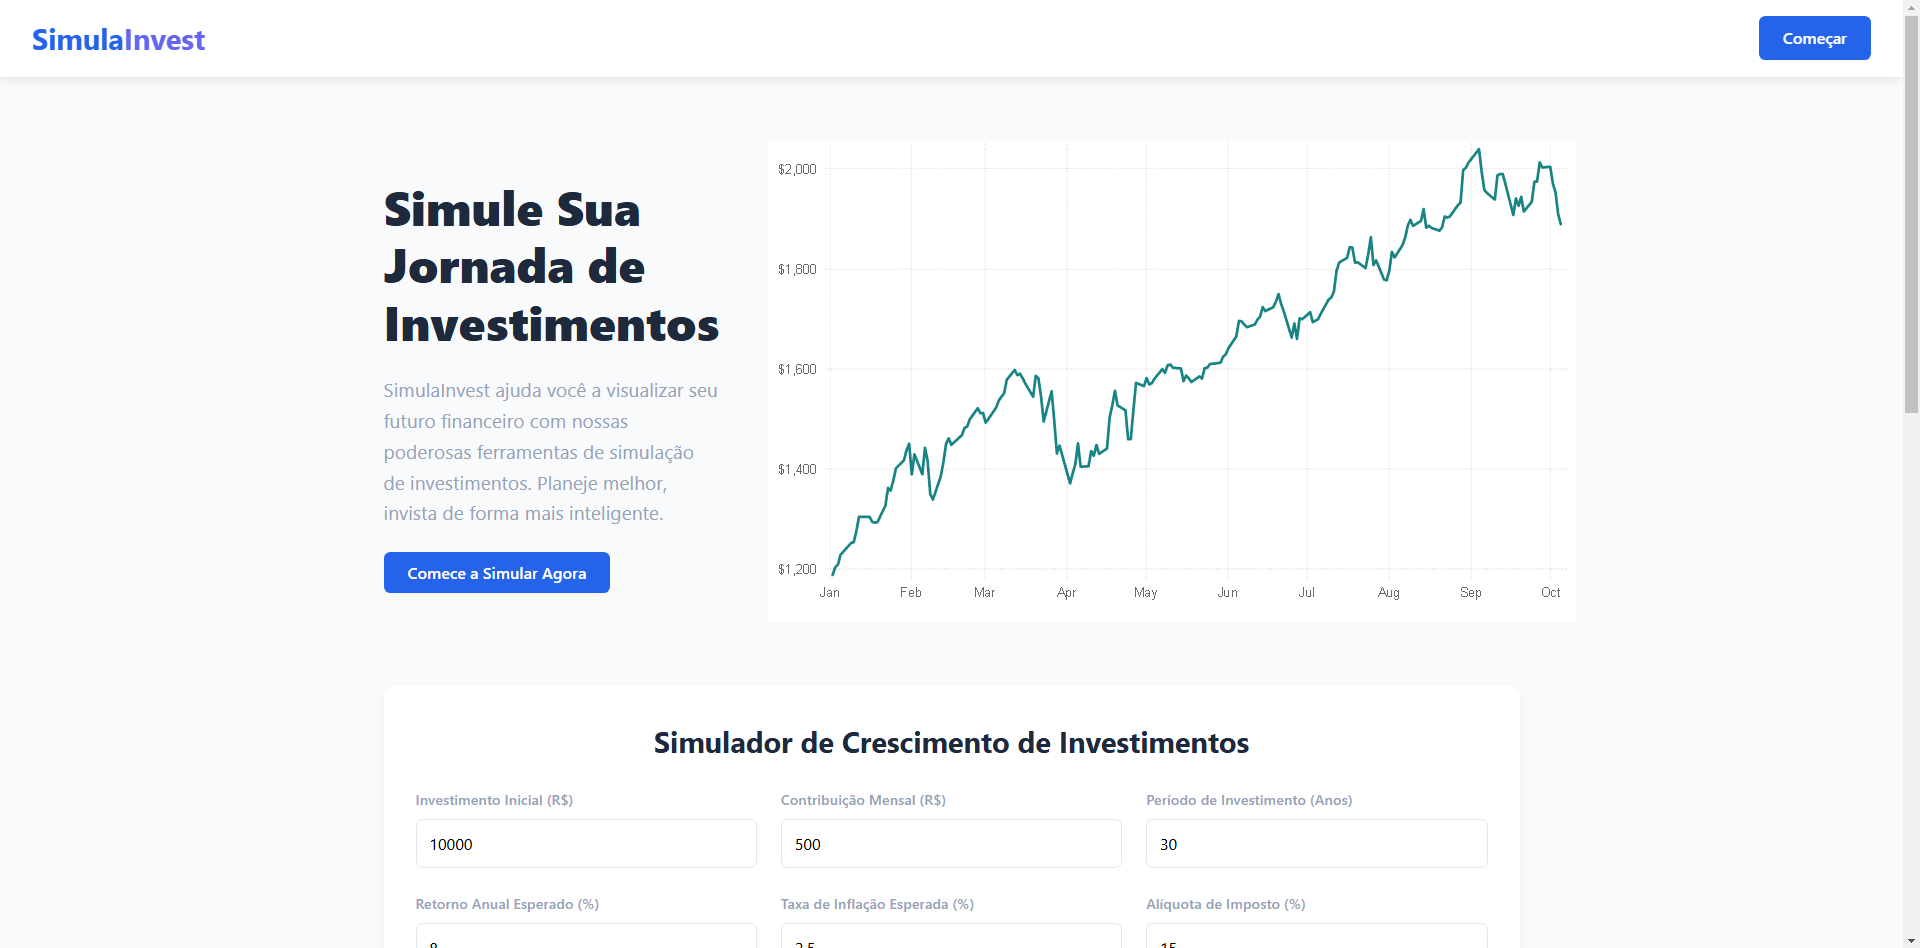 SimulaInvest
Começar
Simule Sua
Jornada de
Investimentos
SimulaInvest ajuda você a visualizar seu
futuro financeiro com nossas
poderosas ferramentas de simulação
de investimentos. Planeje melhor,
invista de forma mais inteligente.
Comece a Simular Agora
$2,000
$1,800
$1,600
$1,400
$1,200
Jan Feb Mar Apr May Jun Jul Aug Sep Oct
Simulador de Crescimento de Investimentos
Investimento Inicial (R$) Contribuição Mensal (R$) Período de Investimento (Anos)
10000 500 30
Retorno Anual Esperado (%) Taxa de Inflação Esperada (%) Alíquota de Imposto (%)